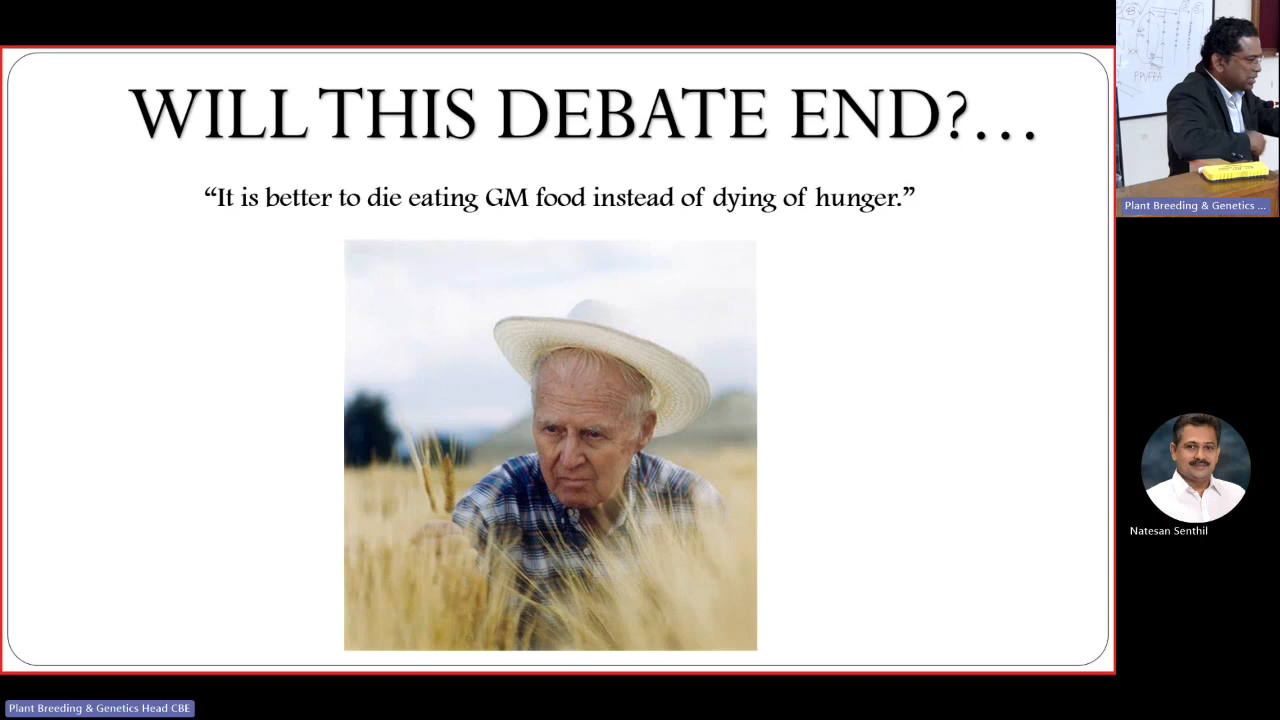 WILL THIS DEBATE END?...
“It is better to die eating GM food instead of dying of hunger.”
PPVFRA
Plant Breeding & Genetics ...
Natesan Senthil
Plant Breeding & Genetics Head CBE